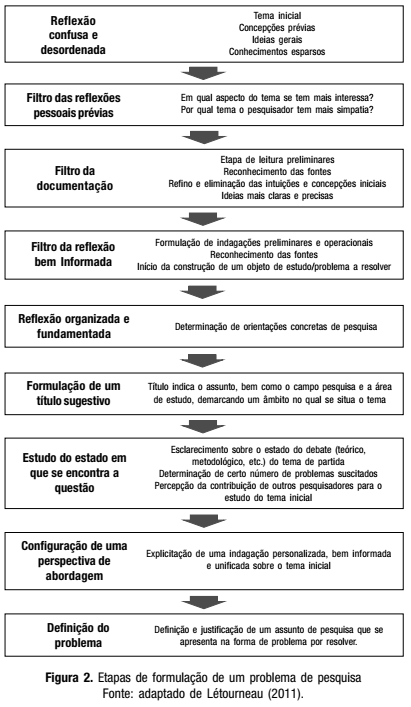 Reflexão
confusa e
desordenada
Tema inicial
Concepções prévias
Ideias gerais
Conhecimentos esparsos
Filtro das reflexões
pessoais prévias
Em qual aspecto do tema se tem mais interessa?
Por qual tema o pesquisador tem mais simpatia?
Filtro da
documentação
Etapa de leitura preliminares
Reconhecimento das fontes
Refino e eliminação das intuições e concepções iniciais
Ideias mais claras e precisas
Filtro da reflexão
bem Informada
Formulação de indagações preliminares e operacionais
Reconhecimento das fontes
Início da construção de um objeto de estudo/problema a resolver
Reflexão organizada e
fundamentada
Determinação de orientações concretas de pesquisa
Formulação de um
título sugestivo
Título indica o assunto, bem como o campo pesquisa e a área
de estudo, demarcando um âmbito no qual se situa o tema
Estudo do estado em
que se encontra a
questão
Esclarecimento sobre o estado do debate (teórico,
metodológico, etc.) do tema de partida
Determinação de certo número de problemas suscitados
Percepção da contribuição de outros pesquisadores para o
estudo do tema inicial
Configuração de uma
perspectiva de
abordagem
Explicitação de uma indagação personalizada, bem informada
e unificada sobre o tema inicial
Definição do
problema
Definição e justificação de um assunto de pesquisa que se
apresenta na forma de problema por resolver.
Figura 2. Etapas de formulação de um problema de pesquisa
Fonte: adaptado de Létourneau (2011).